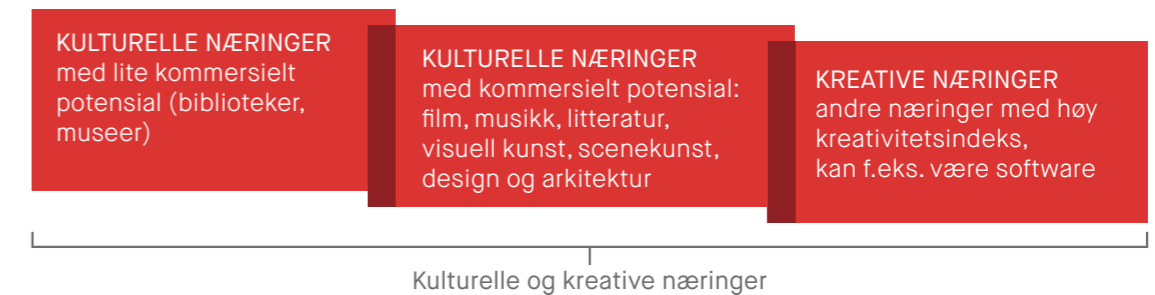 KULTURELLE NÆRINGER
med lite kommersielt
potensial (biblioteker,
museer)
KULTURELLE NÆRINGER
med kommersielt potensial:
film, musikk, litteratur,
visuell kunst, scenekunst,
design og arkitektur
KREATIVE NÆRINGER
andre næringer med høy
kreativitetsindeks,
kan f.eks. være software
Kulturelle og kreative næringer